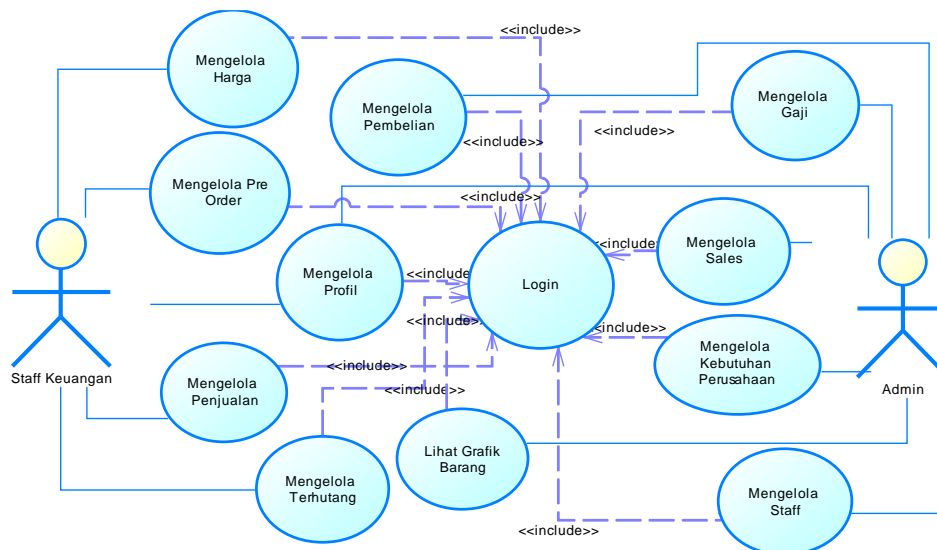 <<include>>
Mengelola
Harga
Mengelola
Pembelian
<<include>>
<<include>>
Mengelola
Gaji
Mengelola Pre
Order
<<include>>
Mengelola
Profil
<<include>>
Login
<<include>>
Mengelola
Sales
<<include>>
<<include>>
Mengelola
Kebutuhan
Perusahaan
Staff Keuangan
Mengelola
Penjualan
<<include>>
<<include>>
Admin
Mengelola
Terhutang
Lihat Grafik
Barang
<<include>>
Mengelola
Staff